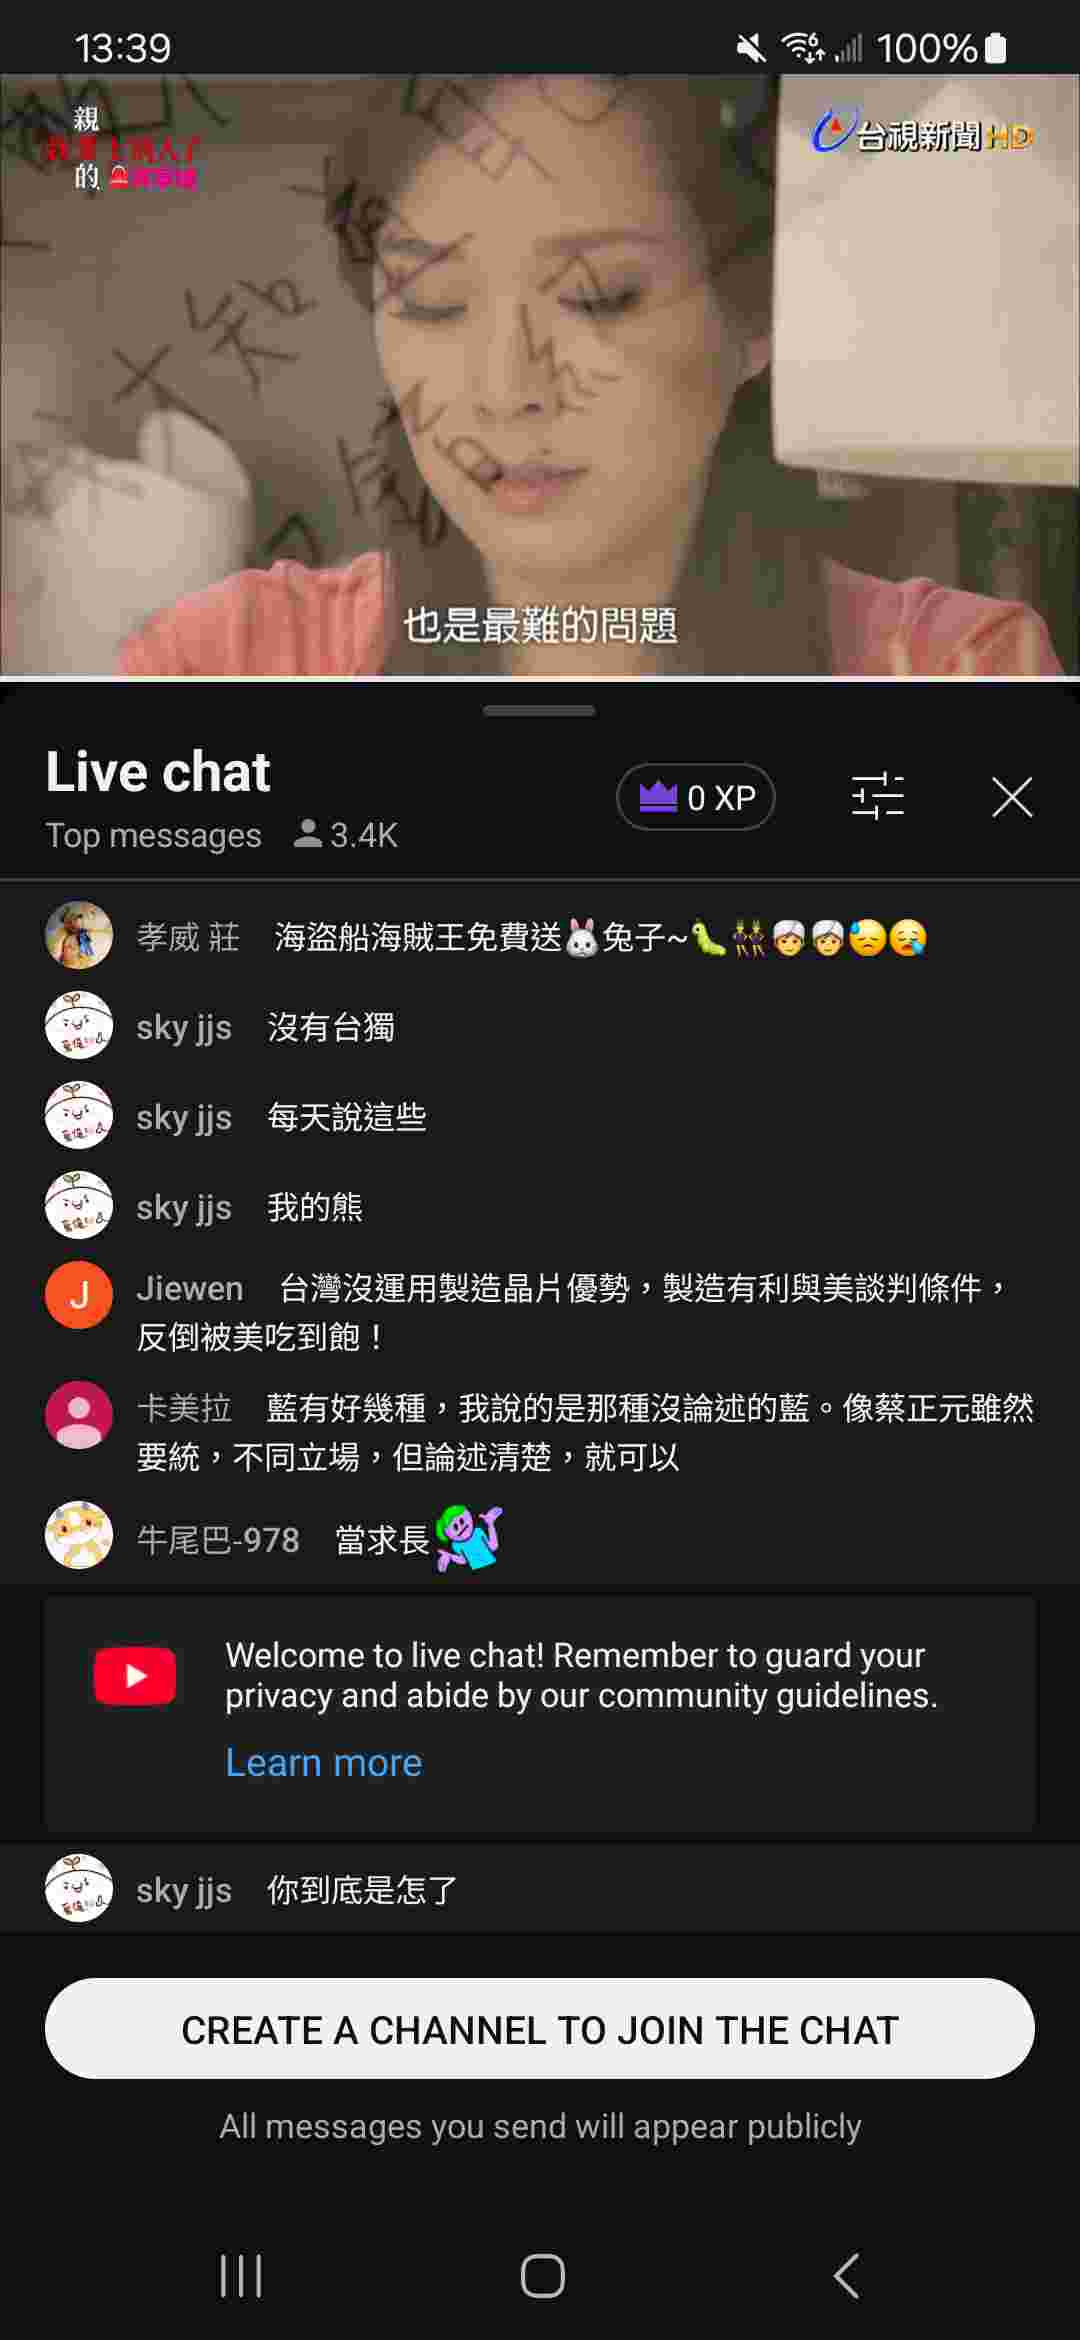 13:39
100%
親
的
台視新聞HD
也是最難的問題
Live chat
0 XP
Top messages 3.4K
孝威 莊 海盜船海賊王免費送🐰兔子~🐛👯👳👳😓😪
sky jjs 沒有台獨
sky jjs 每天說這些
sky jjs 我的熊
J Jiewen 台灣沒運用製造晶片優勢，製造有利與美談判條件，
反倒被美吃到飽！
卡美拉 藍有好幾種，我說的是那種沒論述的藍。像蔡正元雖然
要統，不同立場，但論述清楚，就可以
牛尾巴-978 當求長
Welcome to live chat! Remember to guard your
privacy and abide by our community guidelines.
Learn more
sky jjs 你到底是怎了
CREATE A CHANNEL TO JOIN THE CHAT
All messages you send will appear publicly